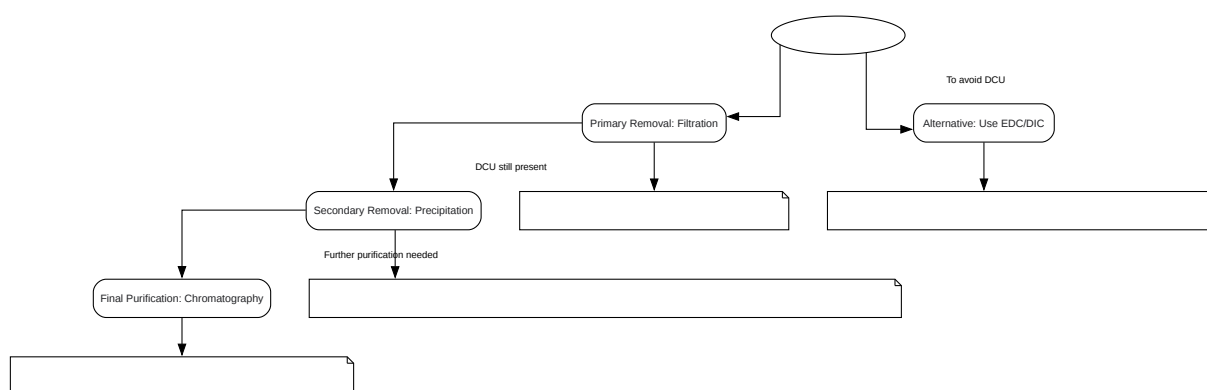 To avoid DCU
Primary Removal: Filtration
Alternative: Use EDC/DIC
DCU still present
Secondary Removal: Precipitation
Further purification needed
Final Purification: Chromatography